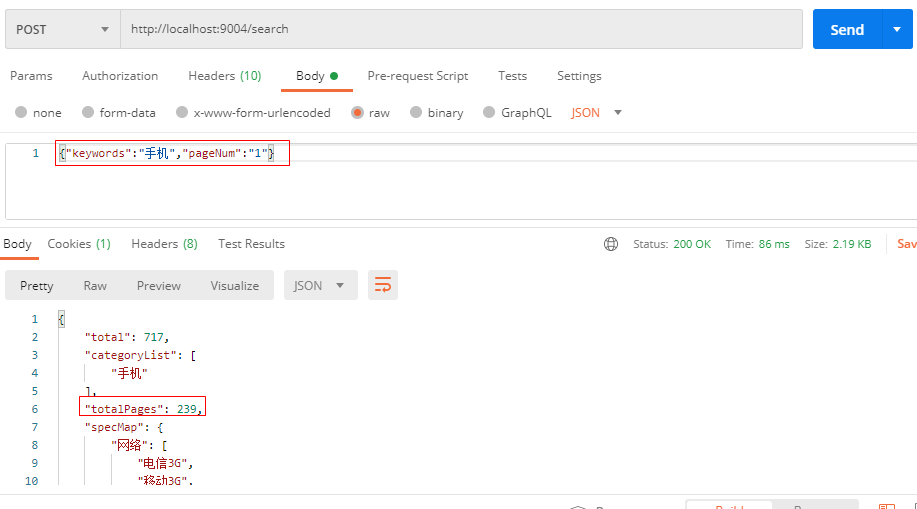 POST http://localhost:9004/search Send
Params Authorization Headers (10) Body Pre-request Script Tests Settings
none form-data x-www-form-urlencoded raw binary GraphQL JSON
1 {"keywords":"手机","pageNum":"1"}
Body Cookies (1) Headers (8) Test Results Status: 200 OK Time: 86 ms Size: 2.19 KB Sav
Pretty Raw Preview Visualize JSON
1 {
2 "total": 717,
3 "categoryList": [
4 "手机"
5 ],
6 "totalPages": 239,
7 "specMap": {
8 "网络": [
9 "电信3G",
10 "移动3G",